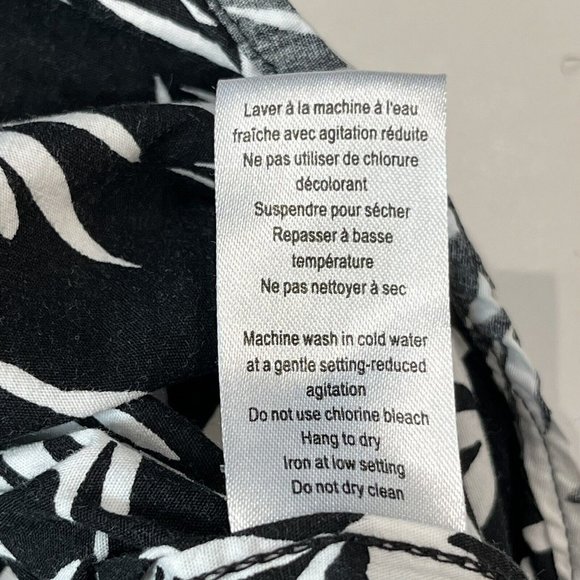 Laver à la machine à l'eau
fraîche avec agitation réduite
Ne pas utiliser de chlorure
décolorant
Suspendre pour sécher
Repasser à basse
température
Ne pas nettoyer à sec
Machine wash in cold water
at a gentle setting-reduced
agitation
Do not use chlorine bleach
Hang to dry
Iron at low setting
Do not dry clean